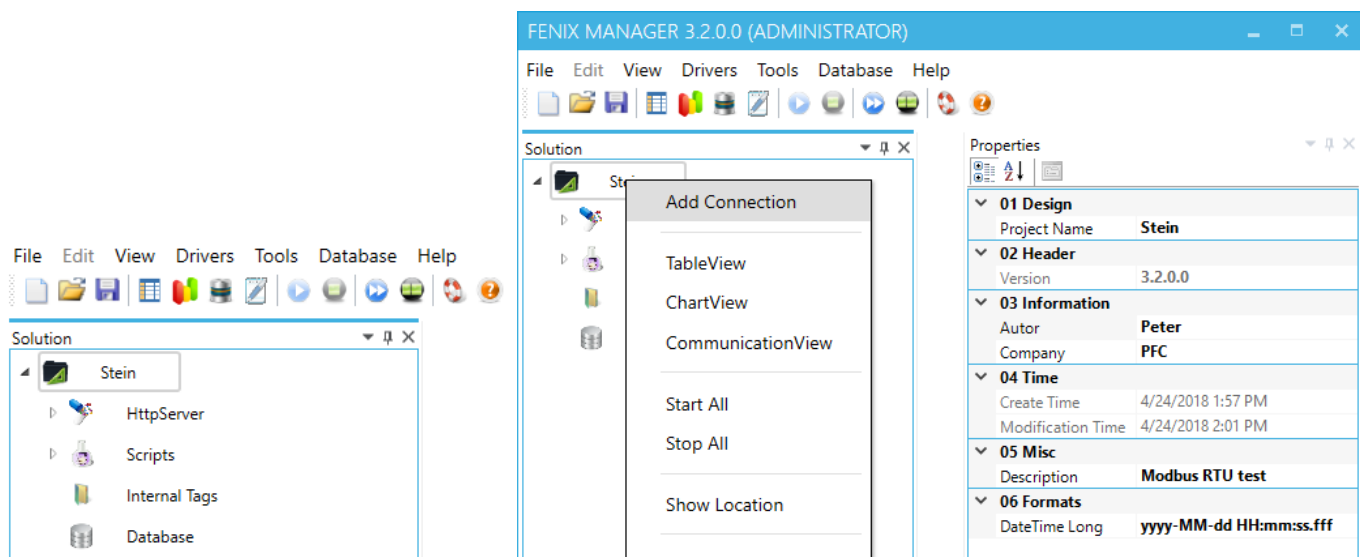 File Edit View Drivers Tools Database Help
Solution
Stein
HttpServer
Scripts
Internal Tags
Database
FENIX MANAGER 3.2.0.0 (ADMINISTRATOR)
File Edit View Drivers Tools Database Help
Solution
Add Connection
TableView
ChartView
CommunicationView
Start All
Stop All
Show Location
Properties
01 Design
Project Name Stein
02 Header
Version 3.2.0.0
03 Information
Autor Peter
Company PFC
04 Time
Create Time 4/24/2018 1:57 PM
Modification Time 4/24/2018 2:01 PM
05 Misc
Description Modbus RTU test
06 Formats
DateTime Long yyyy-MM-dd HH:mm:ss.fff